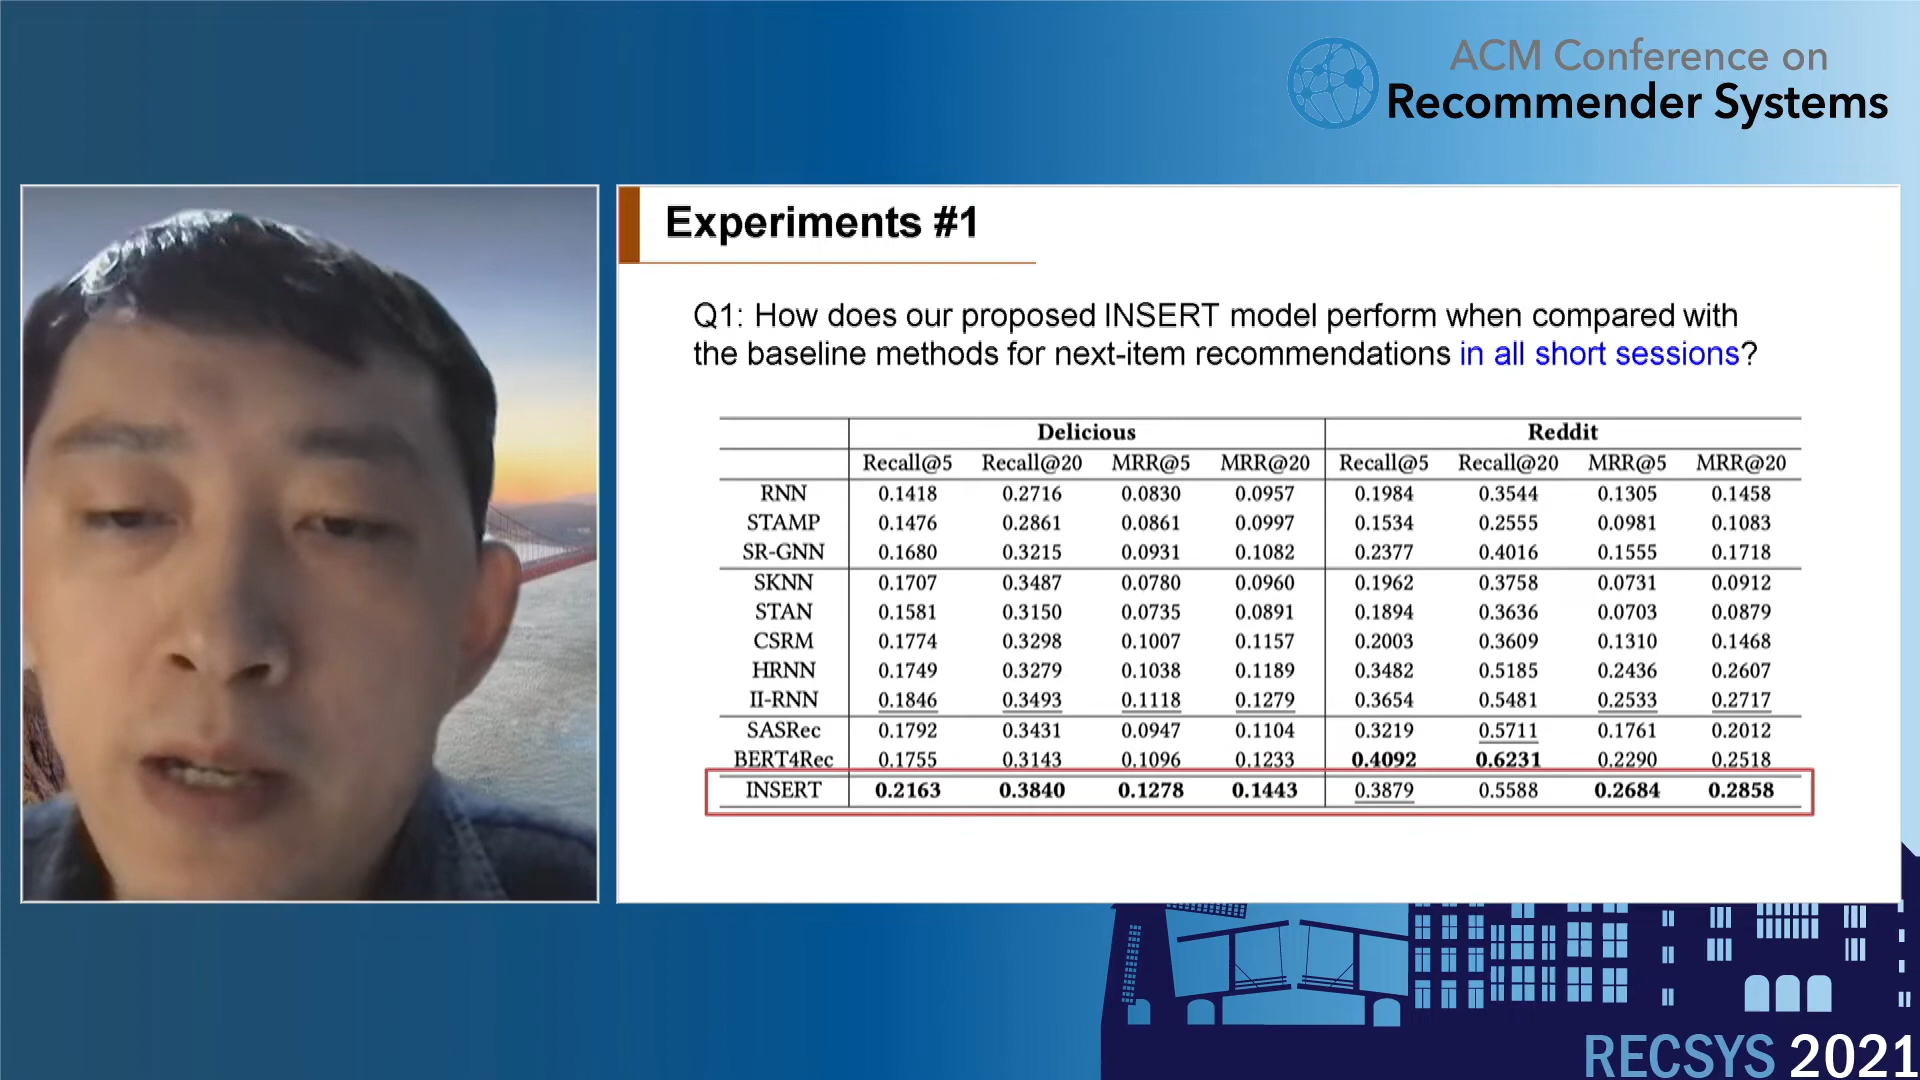 ACM Conference on
Recommender Systems
Experiments #1
Q1: How does our proposed INSERT model perform when compared with
the baseline methods for next-item recommendations in all short sessions?
Delicious Reddit
Recall@5 Recall@20 MRR@5 MRR@20 Recall@5 Recall@20 MRR@5 MRR@20
RNN 0.1418 0.2716 0.0830 0.0957 0.1984 0.3544 0.1305 0.1458
STAMP 0.1476 0.2861 0.0861 0.0997 0.1534 0.2555 0.0981 0.1083
SR-GNN 0.1680 0.3215 0.0931 0.1082 0.2377 0.4016 0.1555 0.1718
SKNN 0.1707 0.3487 0.0780 0.0960 0.1962 0.3758 0.0731 0.0912
STAN 0.1581 0.3150 0.0735 0.0891 0.1894 0.3636 0.0703 0.0879
CSRM 0.1774 0.3298 0.1007 0.1157 0.2003 0.3609 0.1310 0.1468
HRNN 0.1749 0.3279 0.1038 0.1189 0.3482 0.5185 0.2436 0.2607
II-RNN 0.1846 0.3493 0.1118 0.1279 0.3654 0.5481 0.2533 0.2717
SASRec 0.1792 0.3431 0.0947 0.1104 0.3219 0.5711 0.1761 0.2012
BERT4Rec 0.1755 0.3143 0.1096 0.1233 0.4092 0.6231 0.2290 0.2518
INSERT 0.2163 0.3840 0.1278 0.1443 0.3879 0.5588 0.2684 0.2858
RECSYS 2021